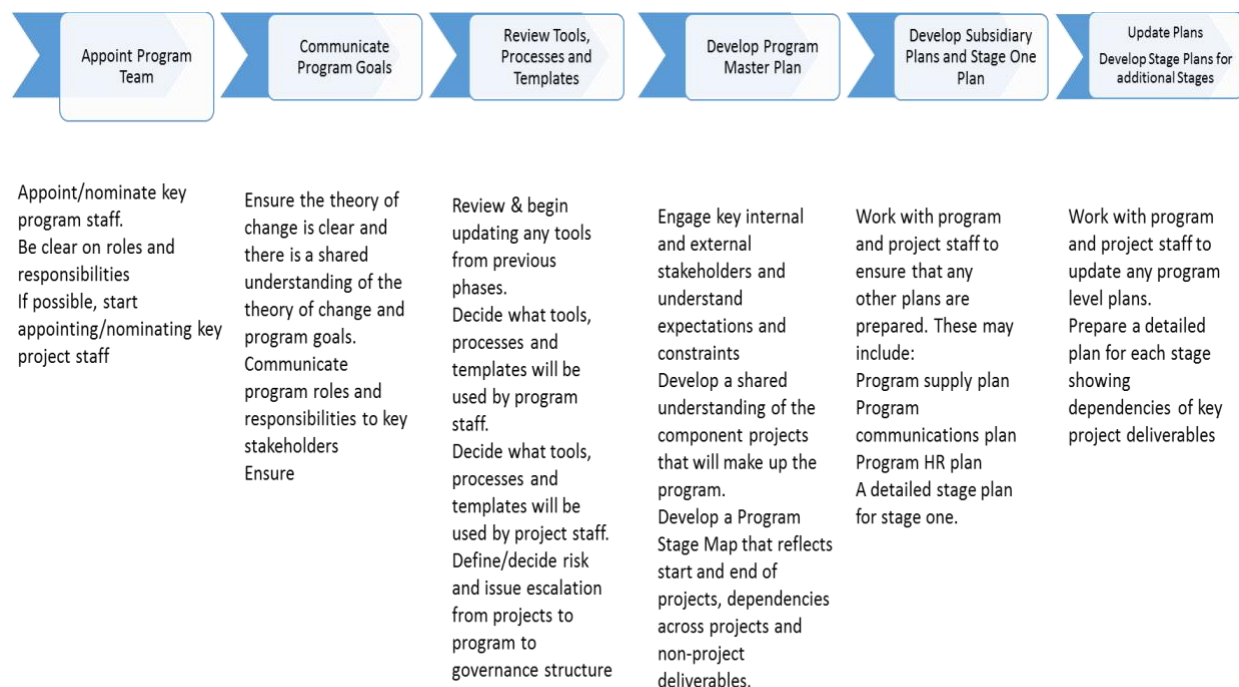 Appoint Program
Team
Communicate
Program Goals
Review Tools,
Processes and
Templates
Develop Program
Master Plan
Develop Subsidiary
Plans and Stage One
Plan
Update Plans
Develop Stage Plans for
additional Stages
Appoint/nominate key
program staff.
Be clear on roles and
responsibilities
If possible, start
appointing/nominating key
project staff
Ensure the theory of
change is clear and
there is a shared
understanding of the
theory of change and
program goals.
Communicate
program roles and
responsibilities to key
stakeholders
Ensure
Review & begin
updating any tools
from previous
phases.
Decide what tools,
processes and
templates will be
used by program
staff.
Decide what tools,
processes and
templates will be
used by project staff.
Define/decide risk
and issue escalation
from projects to
program to
governance structure
Engage key internal
and external
stakeholders and
understand
expectations and
constraints
Develop a shared
understanding of the
component projects
that will make up the
program.
Develop a Program
Stage Map that reflects
start and end of
projects, dependencies
across projects and
non-project
deliverables.
Work with program
and project staff to
ensure that any
other plans are
prepared. These may
include:
Program supply plan
Program
communications plan
Program HR plan
A detailed stage plan
for stage one.
Work with program
and project staff to
update any program
level plans.
Prepare a detailed
plan for each stage
showing
dependencies of key
project deliverables